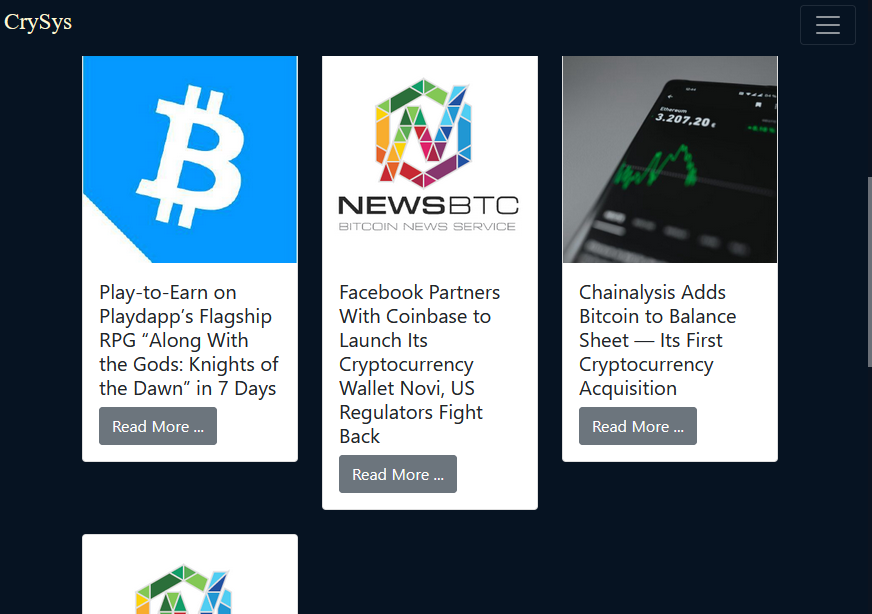 CrySys
NEWSBTC
BITCOIN NEWS SERVICE
Ethereum
3.207,20 €
Play-to-Earn on
Playdapp’s Flagship
RPG “Along With
the Gods: Knights of
the Dawn” in 7 Days
Read More ...
Facebook Partners
With Coinbase to
Launch Its
Cryptocurrency
Wallet Novi, US
Regulators Fight
Back
Read More ...
Chainalysis Adds
Bitcoin to Balance
Sheet — Its First
Cryptocurrency
Acquisition
Read More ...